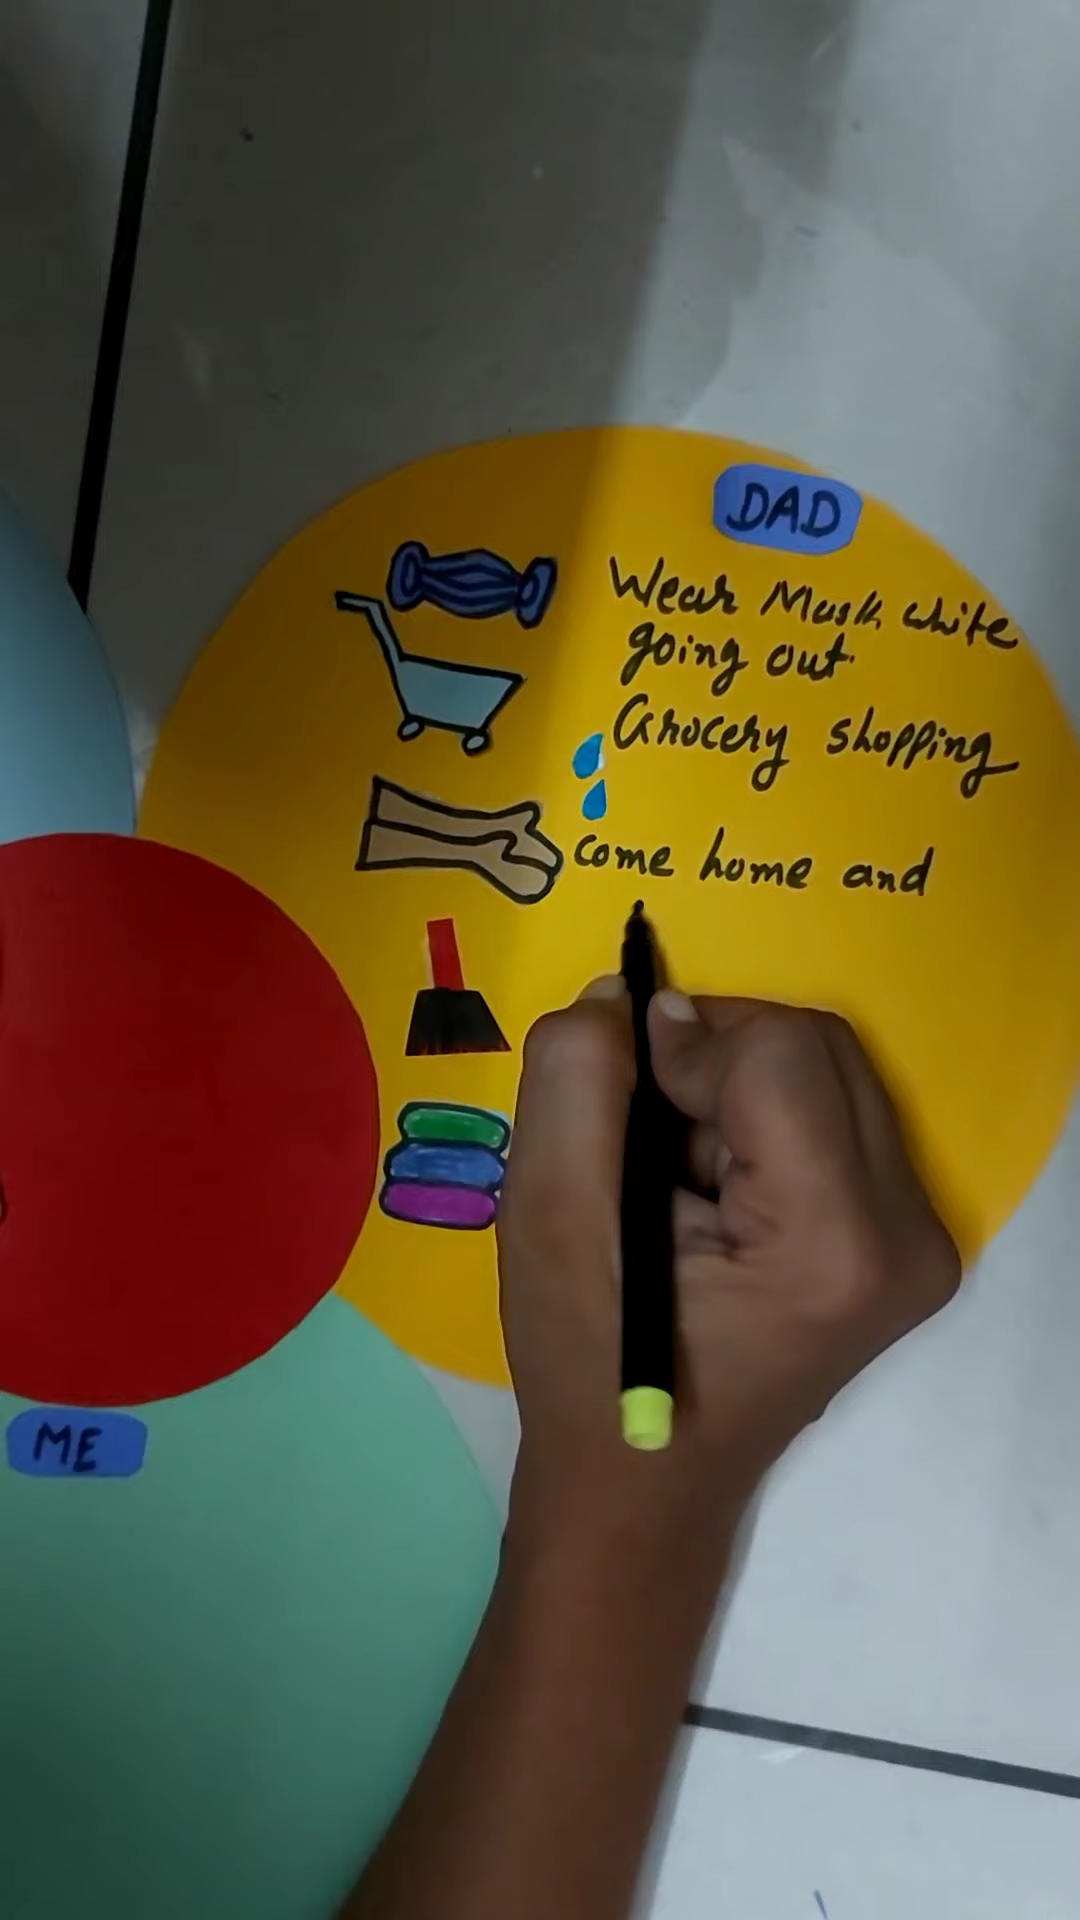 DAD
Wear Mask while
going out.
Grocery shopping
come home and
ME